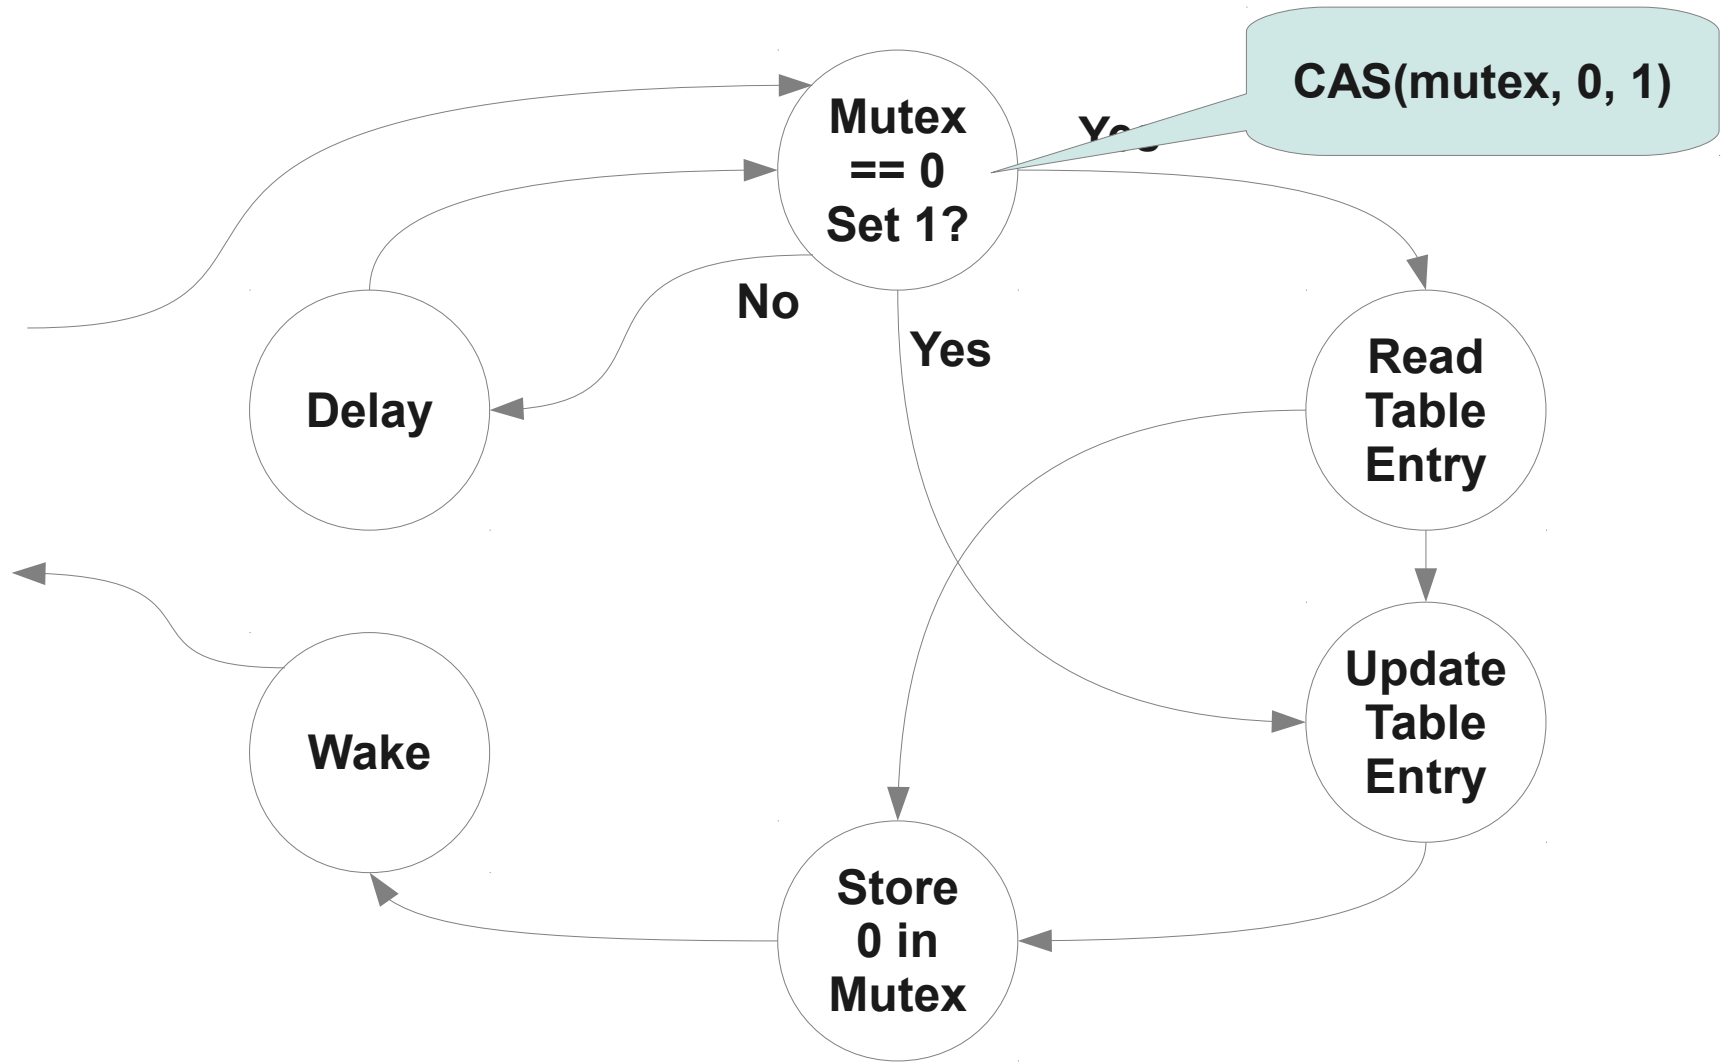 CAS(mutex, 0, 1)
Mutex
== 0
Set 1?
Yes
No
Yes
Delay
Read
Table
Entry
Update
Table
Entry
Wake
Store
0 in
Mutex